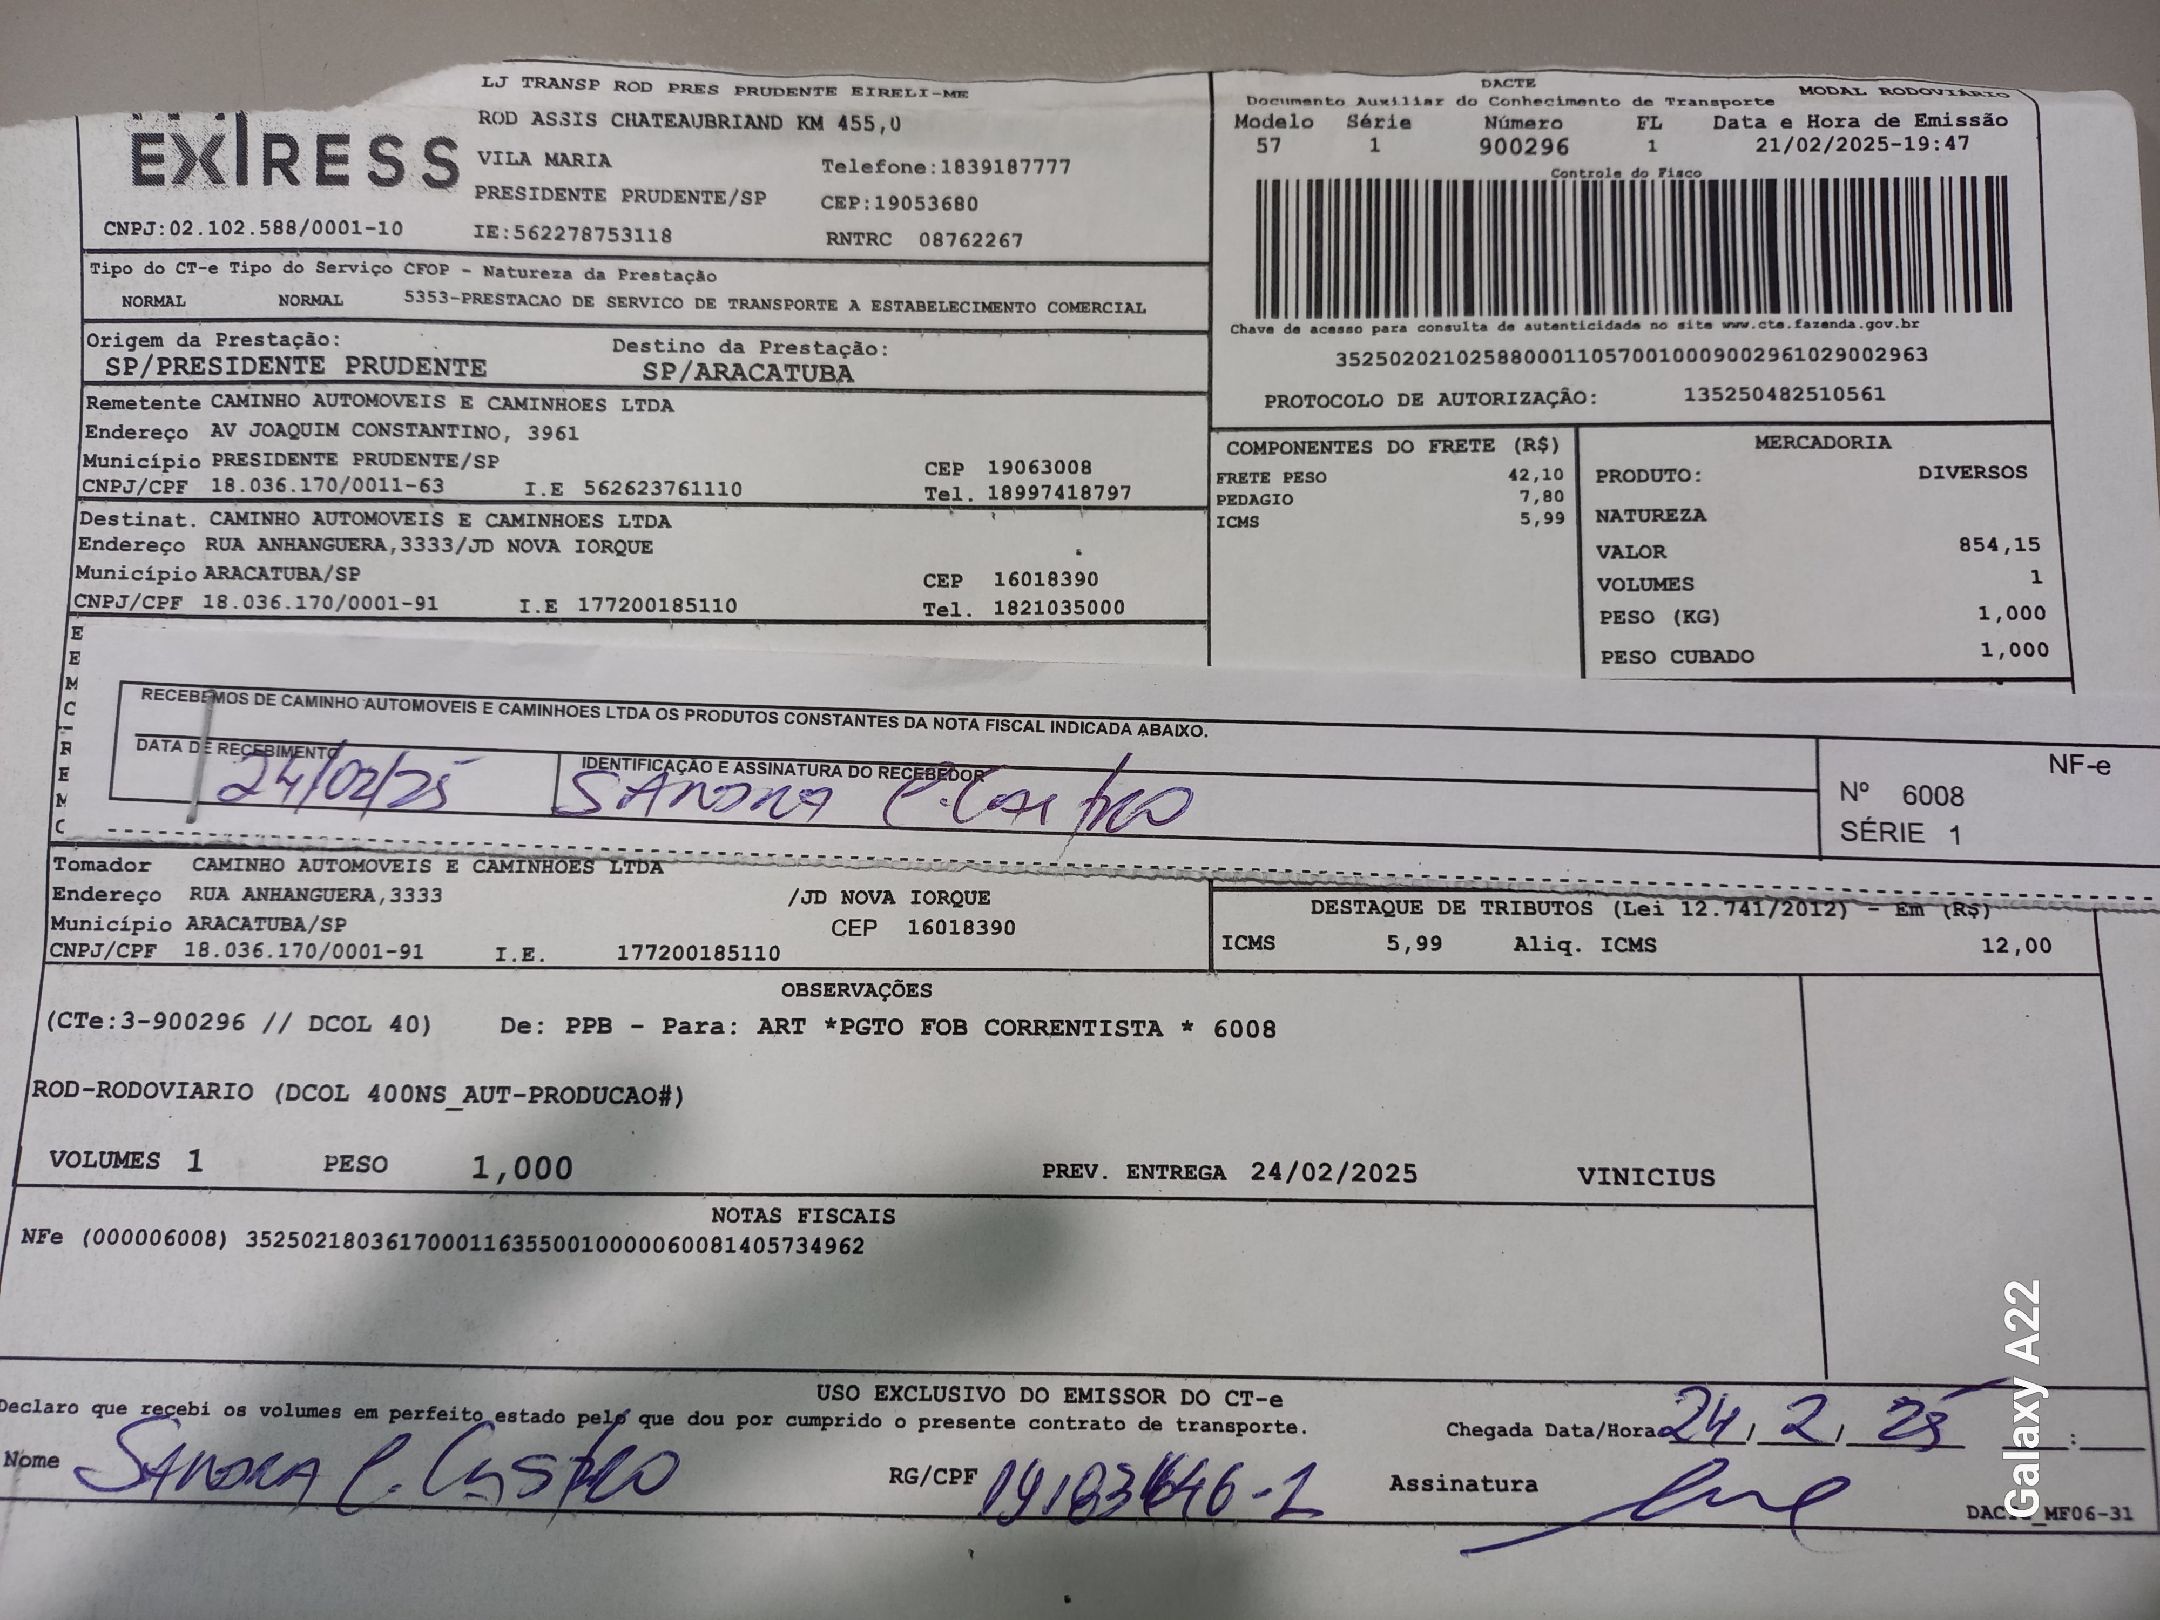 LJ TRANSP ROD PRES PRUDENTE EIRELI-ME
EXPRESS
ROD ASSIS CHATEAUBRIAND KM 455,0
VILA MARIA Telefone:1839187777
PRESIDENTE PRUDENTE/SP CEP:19053680
CNPJ:02.102.588/0001-10 IE:562278753118 RNTRC 08762267
DACTE MODAL RODOVIÁRIO
Documento Auxiliar do Conhecimento de Transporte
Modelo Série Número FL Data e Hora de Emissão
57 1 900296 1 21/02/2025-19:47
Controle do Fisco
Chave de acesso para consulta de autenticidade no site www.cte.fazenda.gov.br
35250202102588000110570010009002961029002963
PROTOCOLO DE AUTORIZAÇÃO: 135250482510561
Tipo do CT-e Tipo do Serviço CFOP - Natureza da Prestação
NORMAL NORMAL 5353-PRESTACAO DE SERVICO DE TRANSPORTE A ESTABELECIMENTO COMERCIAL
Origem da Prestação: Destino da Prestação:
SP/PRESIDENTE PRUDENTE SP/ARACATUBA
Remetente CAMINHO AUTOMOVEIS E CAMINHOES LTDA
Endereço AV JOAQUIM CONSTANTINO, 3961
Município PRESIDENTE PRUDENTE/SP CEP 19063008
CNPJ/CPF 18.036.170/0011-63 I.E 562623761110 Tel. 18997418797
Destinat. CAMINHO AUTOMOVEIS E CAMINHOES LTDA
Endereço RUA ANHANGUERA,3333/JD NOVA IORQUE
Município ARACATUBA/SP CEP 16018390
CNPJ/CPF 18.036.170/0001-91 I.E 177200185110 Tel. 1821035000
COMPONENTES DO FRETE (R$)
FRETE PESO 42,10
PEDAGIO 7,80
ICMS 5,99
MERCADORIA
PRODUTO: DIVERSOS
NATUREZA
VALOR 854,15
VOLUMES 1
PESO (KG) 1,000
PESO CUBADO 1,000
E
E
M
C
R
E
M
C
RECEBEMOS DE CAMINHO AUTOMOVEIS E CAMINHOES LTDA OS PRODUTOS CONSTANTES DA NOTA FISCAL INDICADA ABAIXO.
DATA DE RECEBIMENTO IDENTIFICAÇÃO E ASSINATURA DO RECEBEDOR
24/02/25 SANDRA C. CASTRO
NF-e
Nº 6008
SÉRIE 1
Tomador CAMINHO AUTOMOVEIS E CAMINHOES LTDA
Endereço RUA ANHANGUERA,3333 /JD NOVA IORQUE
Município ARACATUBA/SP CEP 16018390
CNPJ/CPF 18.036.170/0001-91 I.E. 177200185110
DESTAQUE DE TRIBUTOS (Lei 12.741/2012) - Em (R$)
ICMS 5,99 Aliq. ICMS 12,00
OBSERVAÇÕES
(CTe:3-900296 // DCOL 40) De: PPB - Para: ART *PGTO FOB CORRENTISTA * 6008
ROD-RODOVIARIO (DCOL 400NS_AUT-PRODUCAO#)
VOLUMES 1 PESO 1,000 PREV. ENTREGA 24/02/2025 VINICIUS
NOTAS FISCAIS
NFe (000006008) 35250218036170001163550010000060081405734962
USO EXCLUSIVO DO EMISSOR DO CT-e
Declaro que recebi os volumes em perfeito estado pelo que dou por cumprido o presente contrato de transporte.
Chegada Data/Hora 24/2/25 :
Nome SANDRA C. CASTRO RG/CPF Assinatura
MF06-31
Galaxy A22